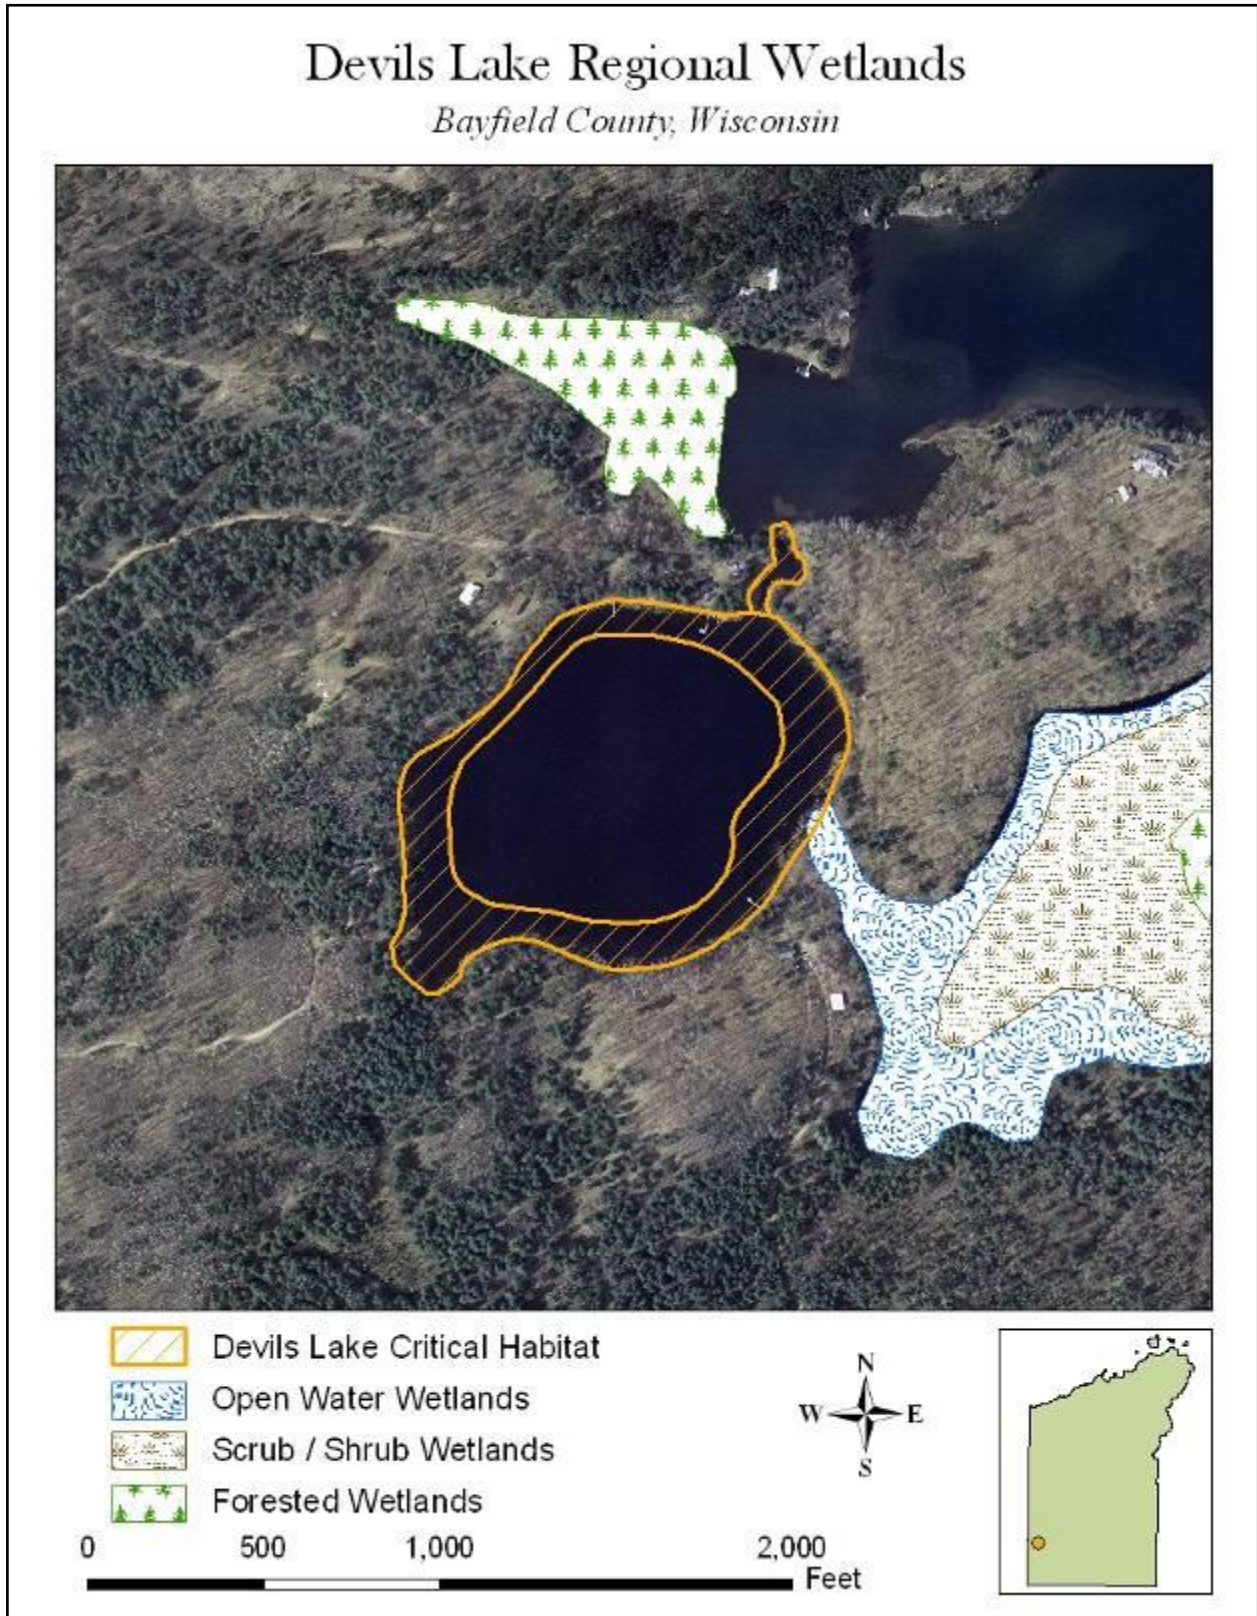 Devils Lake Regional Wetlands
Bayfield County, Wisconsin
Devils Lake Critical Habitat
Open Water Wetlands
Scrub / Shrub Wetlands
Forested Wetlands
N
W E
S
0 500 1,000 2,000
Feet